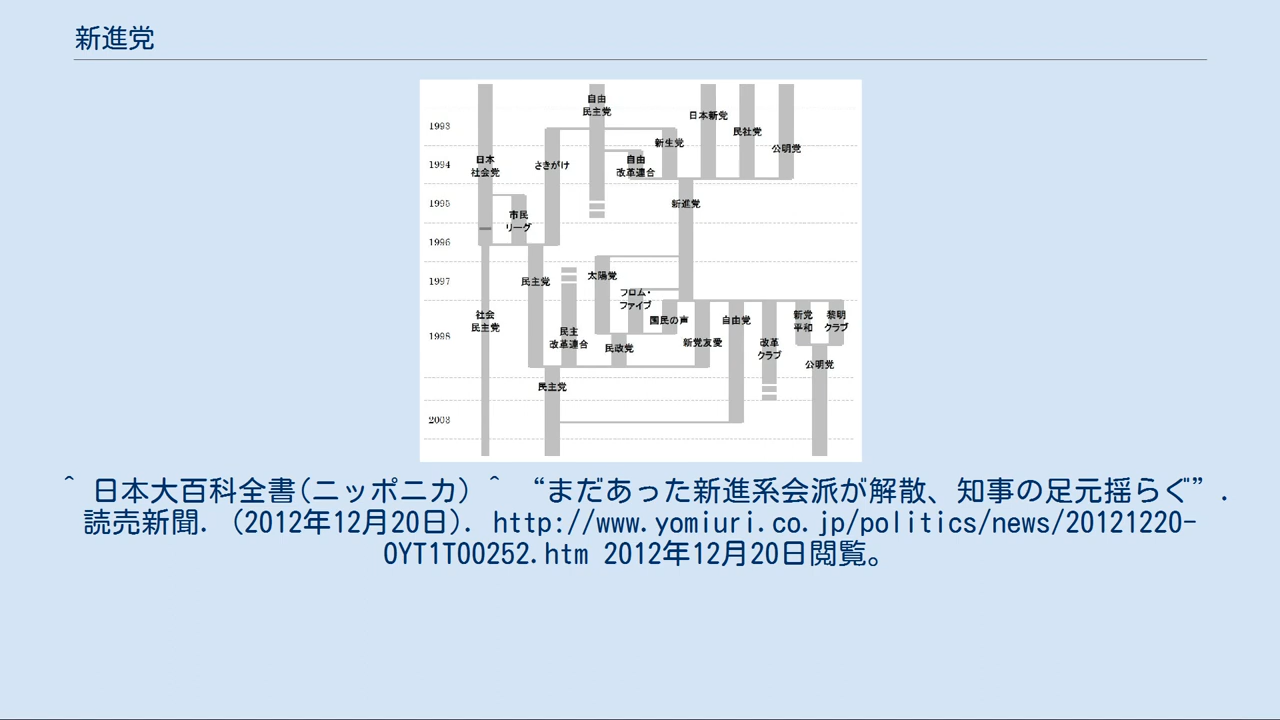 新進党
自由
民主党
日本新党
1993
民社党
新生党
公明党
1994
日本
社会党
さきがけ
自由
改革連合
1995
新進党
市民
リーグ
1996
太陽党
1997
民主党
フロム・
ファイブ
社会
民主党
国民の声
自由党
新党
平和
黎明
クラブ
1998
民主
改革連合
民政党
新党友愛
改革
クラブ
公明党
民主党
2003
^ 日本大百科全書(ニッポニカ) ^ “まだあった新進系会派が解散、知事の足元揺らぐ”.
読売新聞. (2012年12月20日). http://www.yomiuri.co.jp/politics/news/20121220-
OYT1T00252.htm 2012年12月20日閲覧。